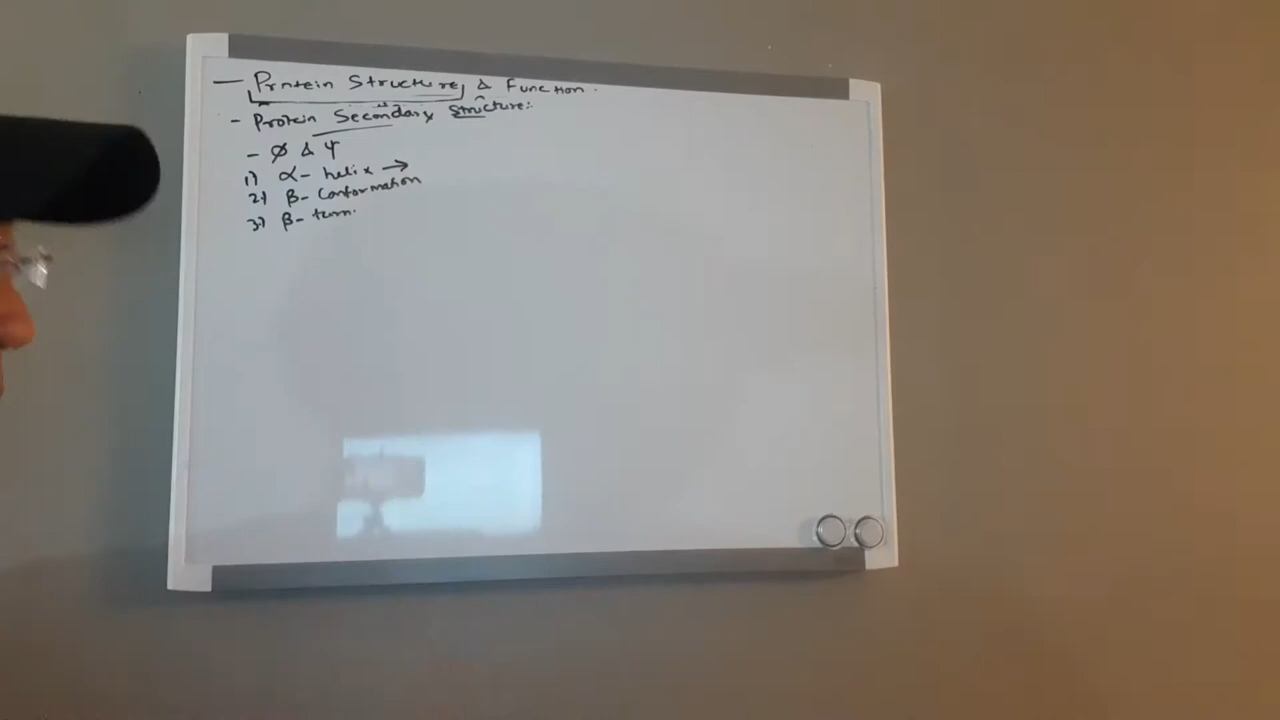 — Protein Structure & Function.
- Protein Secondary Structure:
- φ & ψ
1) α- helix →
2) β- Conformation
3) β- turn.